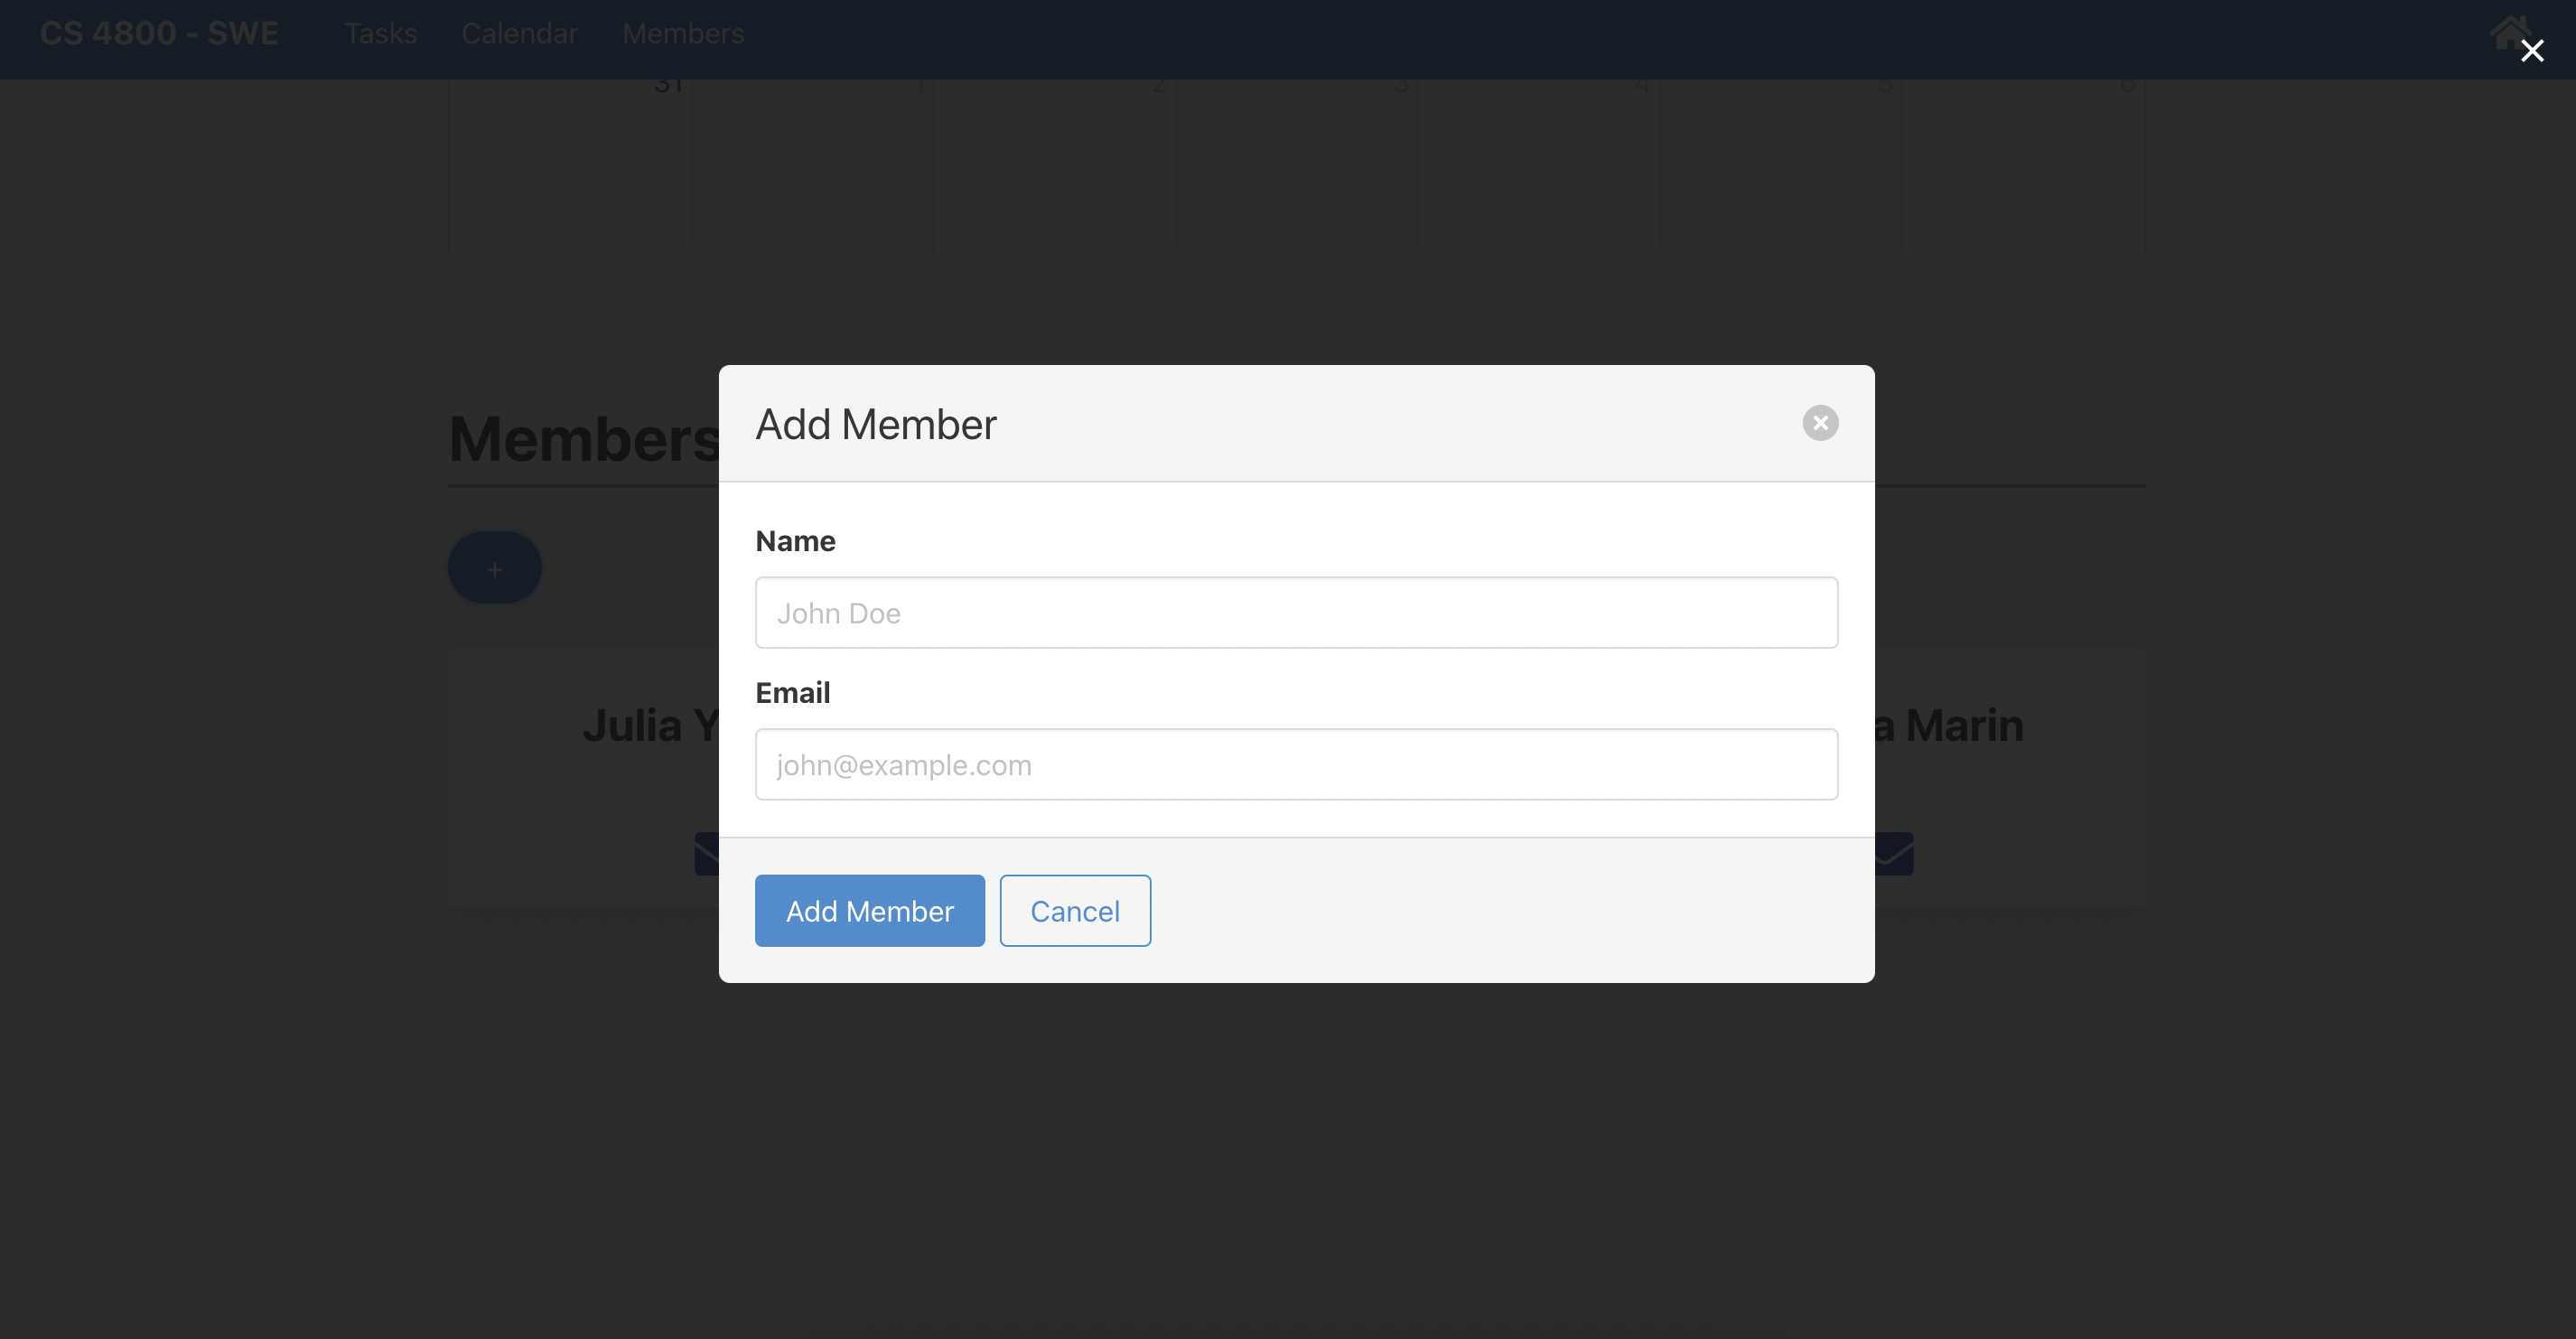 CS 4800 - SWE Tasks Calendar Members
31 1 2 3 4 5 6
Members
Add Member
Name
John Doe
+
Email
john@example.com
Julia Y
a Marin
Add Member Cancel